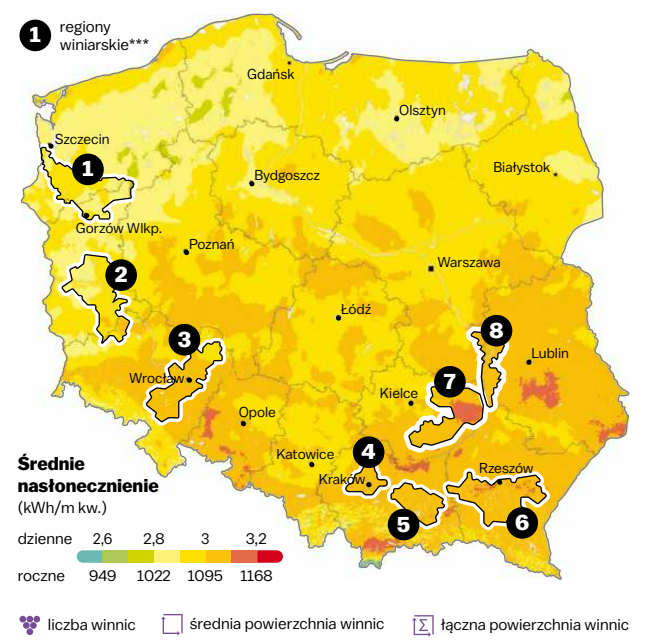 1 regiony
winiarskie***
Gdańsk
Olsztyn
Szczecin
1
Białystok
Bydgoszcz
Gorzów Wlkp.
Poznań
2
Warszawa
Łódź
8
3
Lublin
Wrocław
7
Kielce
Opole
4
Katowice
Kraków
Rzeszów
5
6
Średnie
nasłonecznienie
(kWh/m kw.)
dzienne 2,6 2,8 3 3,2
roczne 949 1022 1095 1168
liczba winnic średnia powierzchnia winnic Σ łączna powierzchnia winnic